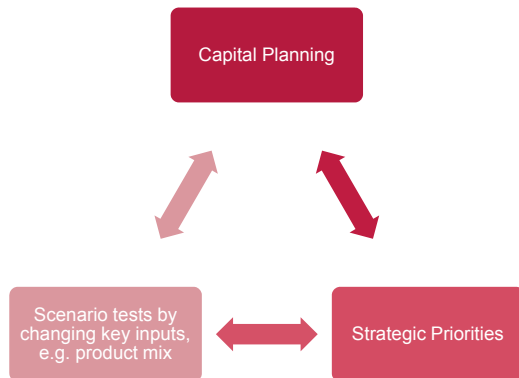 Capital Planning
Scenario tests by
changing key inputs,
e.g. product mix
Strategic Priorities